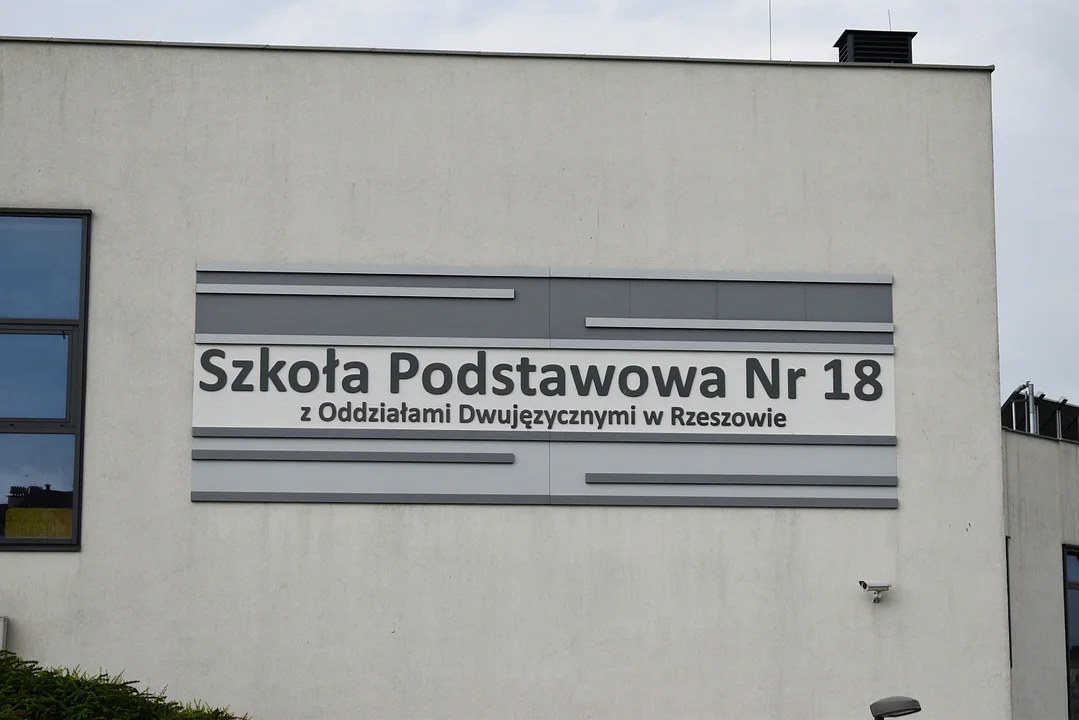 Szkoła Podstawowa Nr 18
z Oddziałami Dwujęzycznymi w Rzeszowie